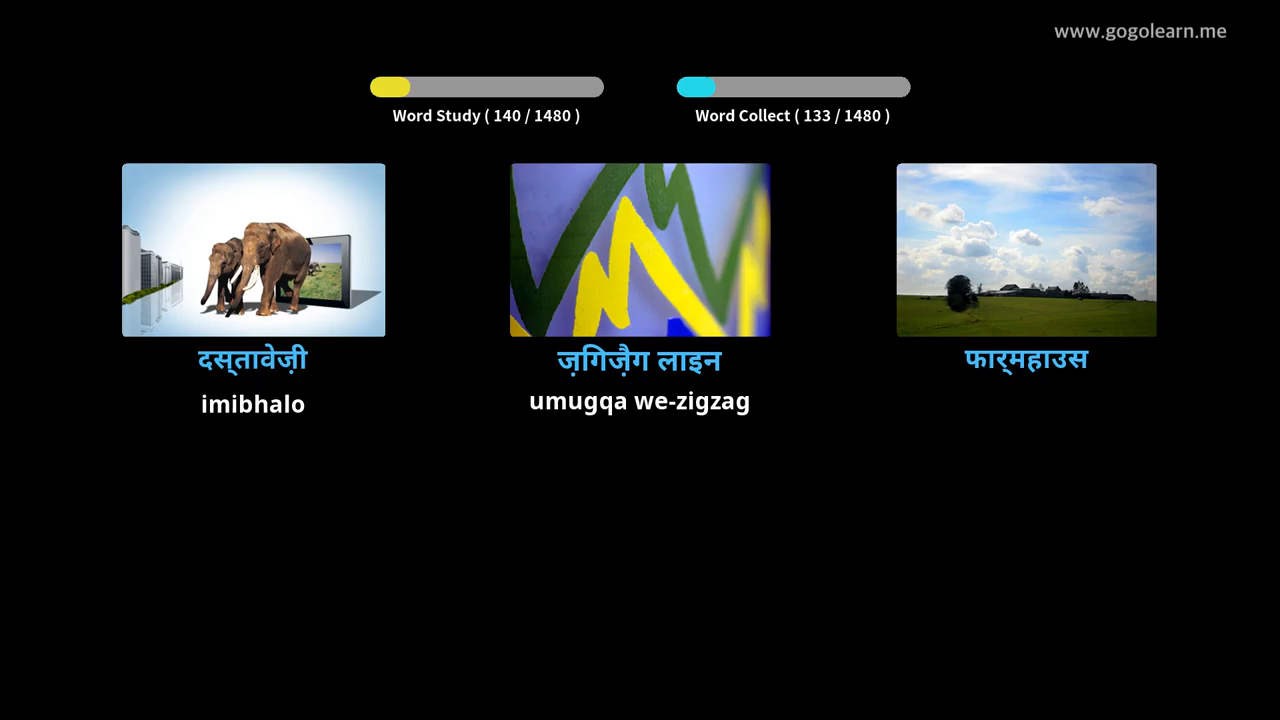 www.gogolearn.me
Word Study ( 140 / 1480 )
Word Collect ( 133 / 1480 )
दस्तावेज़ी
ज़िगज़ैग लाइन
फार्महाउस
imibhalo
umugqa we-zigzag